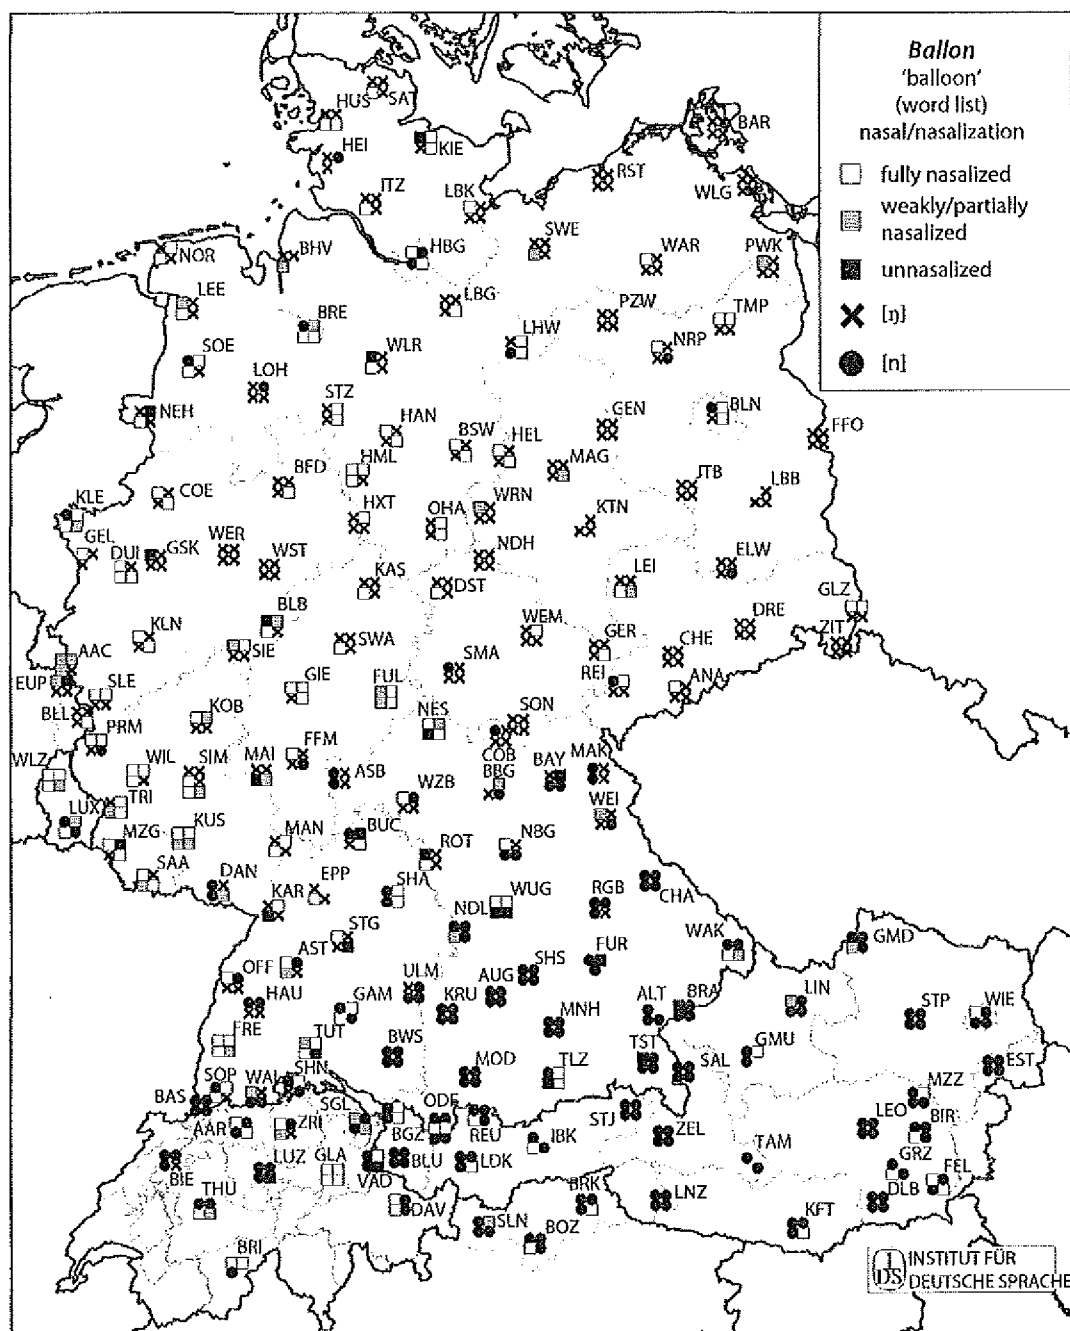 Ballon
'balloon'
(word list)
nasal/nasalization
fully nasalized
weakly/partially
nasalized
unnasalized
[ŋ]
[n]
SAT
HUS
BAR
HEI
KIE
RST
WLG
ITZ
LBK
SWE
WAR
PWK
NOR
BHV
HBG
LEE
LBG
PZW
TMP
BRE
LHW
NRP
SOE
WLR
LOH
STZ
NEH
HAN
BSW
HEL
GEN
BLN
FFO
BFD
HML
MAG
JTB
LBB
KLE
COE
HXT
OHA
WRN
KTN
GEL
DUI
GSK
WER
WST
NDH
ELW
KAS
DST
LEI
GLZ
BLB
KLN
SWA
WEM
GER
DRE
CHE
ZIT
AAC
SIE
SMA
EUP
SLE
GIE
FUL
REI
ANA
BLL
KOB
NES
SON
PRM
FFM
COB
MAK
WLZ
WIL
SIM
MAI
ASB
WZB
BBG
BAY
WEI
LUX
TRI
MZG
KUS
MAN
BUC
NBG
ROT
SAA
DAN
EPP
SHA
WUG
RGB
CHA
KAR
NDL
STG
WAK
GMD
AST
FUR
OFF
ULM
AUG
SHS
HAU
GAM
KRU
MNH
ALT
BRA
LIN
STP
WIE
FRE
TUT
BWS
MOD
TLZ
TST
SAL
GMU
EST
SOP
WAL
SHN
MZZ
BAS
SGL
ODF
STJ
LEO
BIR
AAR
ZRI
BGZ
REU
IBK
ZEL
TAM
GRZ
BIE
LUZ
GLA
VAD
BLU
LDK
FEL
THU
DAV
BRK
LNZ
DLB
SLN
BOZ
KFT
BRI
IDS
INSTITUT FÜR
DEUTSCHE SPRACHE